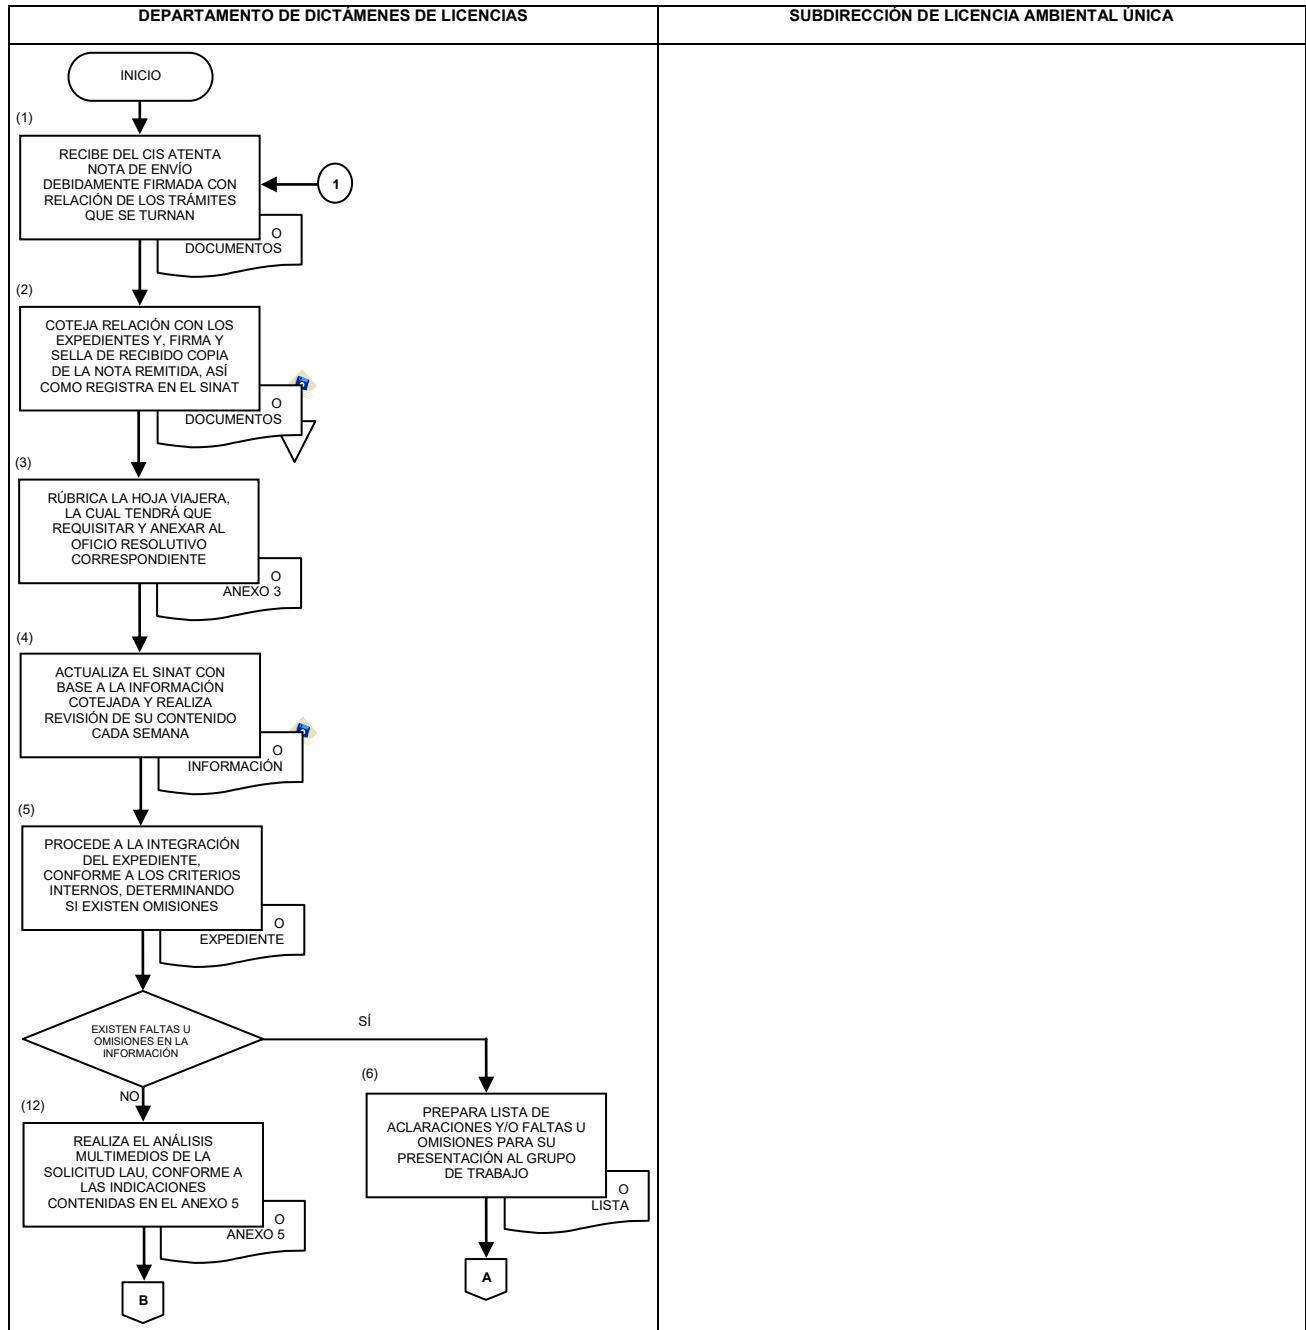 DEPARTAMENTO DE DICTÁMENES DE LICENCIAS
SUBDIRECCIÓN DE LICENCIA AMBIENTAL ÚNICA
INICIO
(1)
RECIBE DEL CIS ATENTA
NOTA DE ENVÍO
DEBIDAMENTE FIRMADA CON
RELACIÓN DE LOS TRÁMITES
QUE SE TURNAN
1
O
DOCUMENTOS
(2)
COTEJA RELACIÓN CON LOS
EXPEDIENTES Y, FIRMA Y
SELLA DE RECIBIDO COPIA
DE LA NOTA REMITIDA, ASÍ
COMO REGISTRA EN EL SINAT
O
DOCUMENTOS
(3)
RÚBRICA LA HOJA VIAJERA,
LA CUAL TENDRÁ QUE
REQUISITAR Y ANEXAR AL
OFICIO RESOLUTIVO
CORRESPONDIENTE
O
ANEXO 3
(4)
ACTUALIZA EL SINAT CON
BASE A LA INFORMACIÓN
COTEJADA Y REALIZA
REVISIÓN DE SU CONTENIDO
CADA SEMANA
O
INFORMACIÓN
(5)
PROCEDE A LA INTEGRACIÓN
DEL EXPEDIENTE,
CONFORME A LOS CRITERIOS
INTERNOS, DETERMINANDO
SI EXISTEN OMISIONES
O
EXPEDIENTE
EXISTEN FALTAS U
OMISIONES EN LA
INFORMACIÓN
SÍ
NO
(6)
PREPARA LISTA DE
ACLARACIONES Y/O FALTAS U
OMISIONES PARA SU
PRESENTACIÓN AL GRUPO
DE TRABAJO
O
LISTA
A
(12)
REALIZA EL ANÁLISIS
MULTIMEDIOS DE LA
SOLICITUD LAU, CONFORME A
LAS INDICACIONES
CONTENIDAS EN EL ANEXO 5
O
ANEXO 5
B